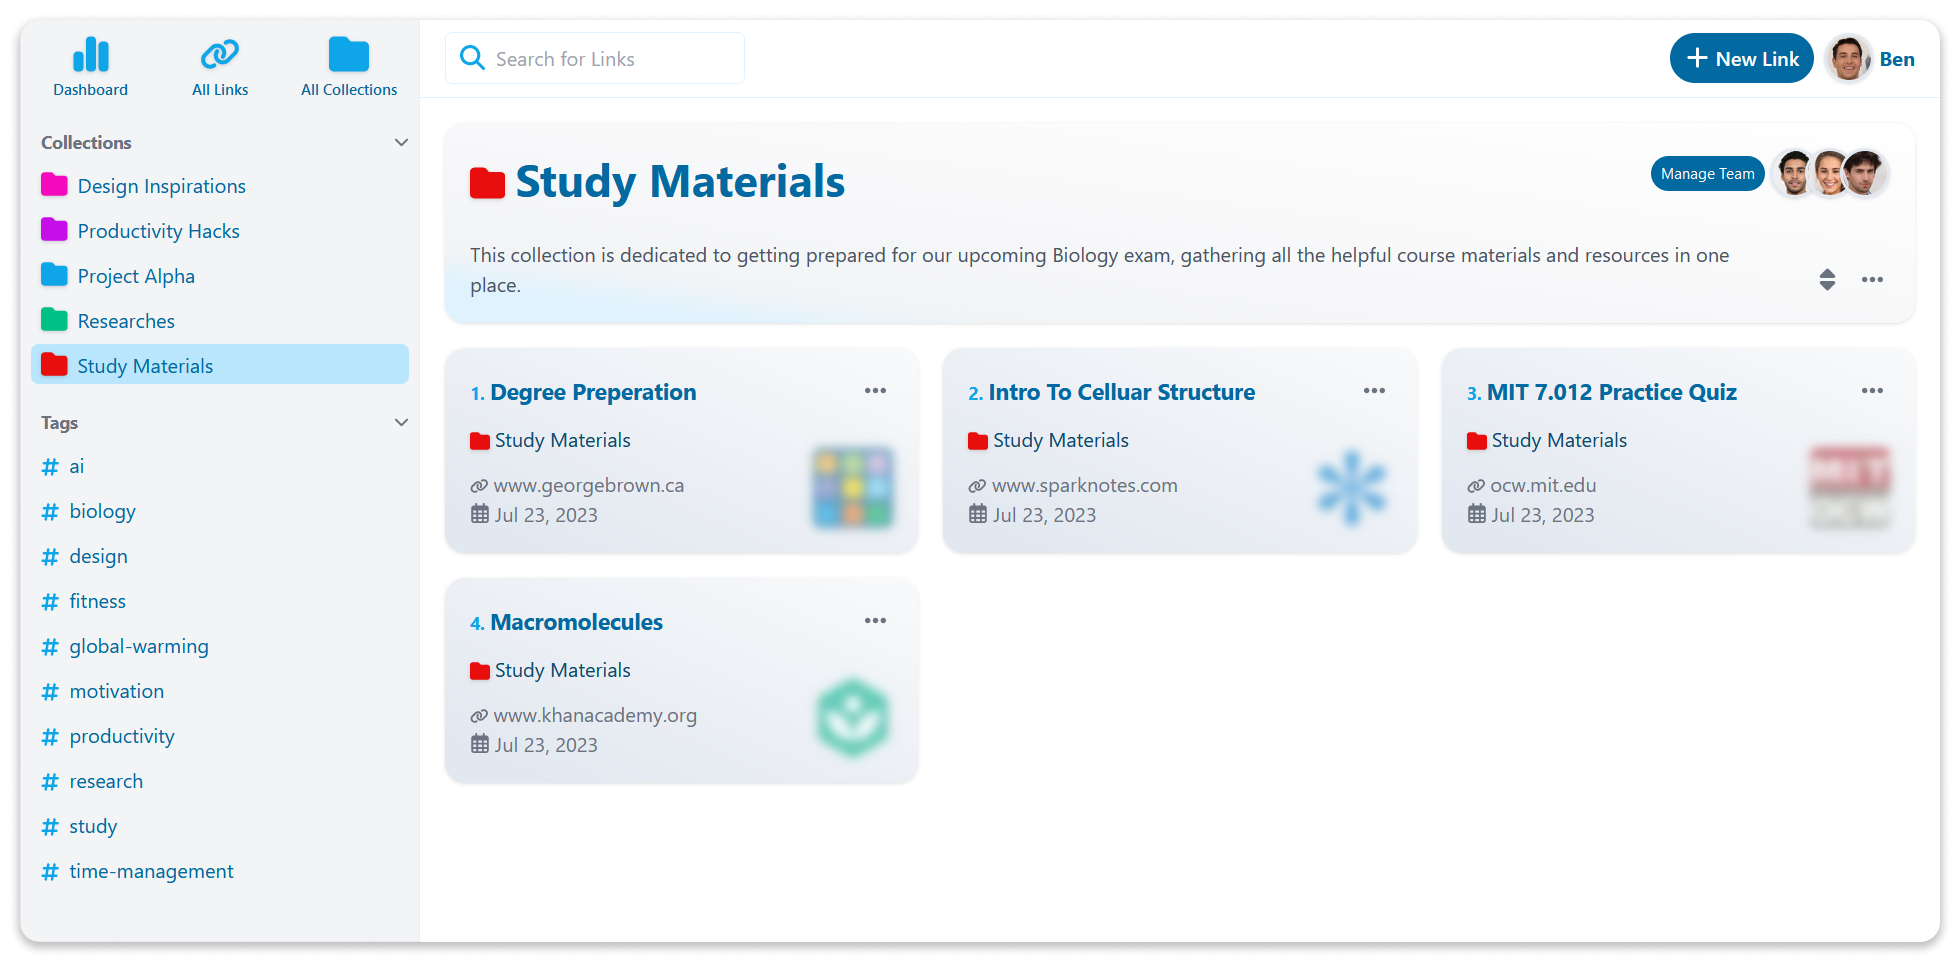 Dashboard
All Links
All Collections
Search for Links
New Link
Ben
Collections
Design Inspirations
Productivity Hacks
Project Alpha
Researches
Study Materials
Tags
# ai
# biology
# design
# fitness
# global-warming
# motivation
# productivity
# research
# study
# time-management
Study Materials
Manage Team
This collection is dedicated to getting prepared for our upcoming Biology exam, gathering all the helpful course materials and resources in one
place.
1. Degree Preperation
Study Materials
www.georgebrown.ca
Jul 23, 2023
2. Intro To Celluar Structure
Study Materials
www.sparknotes.com
Jul 23, 2023
3. MIT 7.012 Practice Quiz
Study Materials
ocw.mit.edu
Jul 23, 2023
MIT
4. Macromolecules
Study Materials
www.khanacademy.org
Jul 23, 2023